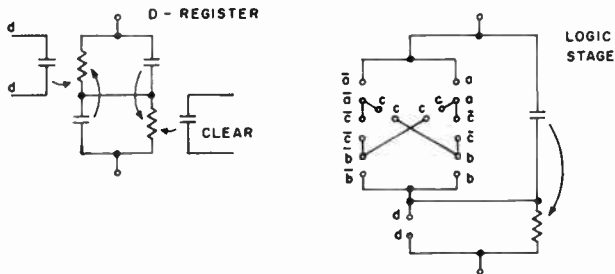 D - REGISTER
d
d
CLEAR
LOGIC
STAGE
a̅ a
a̅ c c a
c c
c̅ c̅
c̅ c̅
b̅ b
b̅ b
d
d